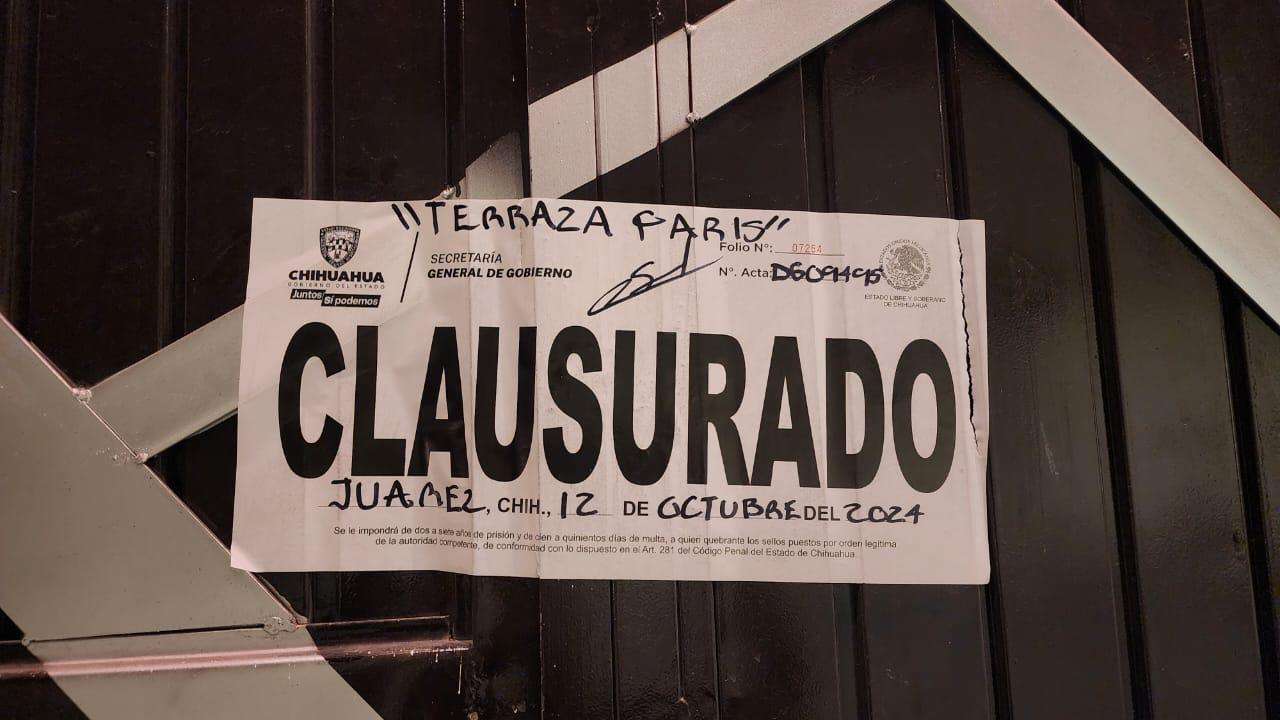 "TERRAZA PARIS"
CHIHUAHUA
GOBIERNO DEL ESTADO
Juntos Sí podemos
SECRETARÍA
GENERAL DE GOBIERNO
Folio N°: 07254
N°. Acta: DG09495
ESTADO LIBRE Y SOBERANO
DE CHIHUAHUA
CLAUSURADO
JUAREZ, CHIH., 12 DE OCTUBRE DEL 2024
Se le impondrá de dos a siete años de prisión y de cien a quinientos días de multa, a quien quebrante los sellos puestos por orden legítima
de la autoridad competente, de conformidad con lo dispuesto en el Art. 281 del Código Penal del Estado de Chihuahua.